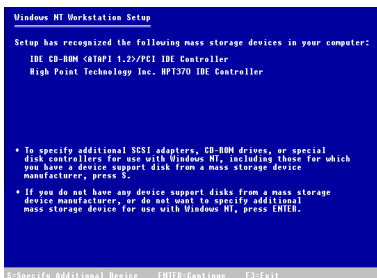 Windows NT Workstation Setup
Setup has recognized the following mass storage devices in your computer:
IDE CD-ROM (ATAPI 1.2)/PCI IDE Controller
High Point Technology Inc. HPT370 IDE Controller
• To specify additional SCSI adapters, CD-ROM drives, or special
disk controllers for use with Windows NT, including those for which
you have a device support disk from a mass storage device
manufacturer, press S.
• If you do not have any device support disks from a mass storage
device manufacturer, or do not want to specify additional
mass storage device for use with Windows NT, press ENTER.
S=Specify Additional Device ENTER=Continue F3=Exit